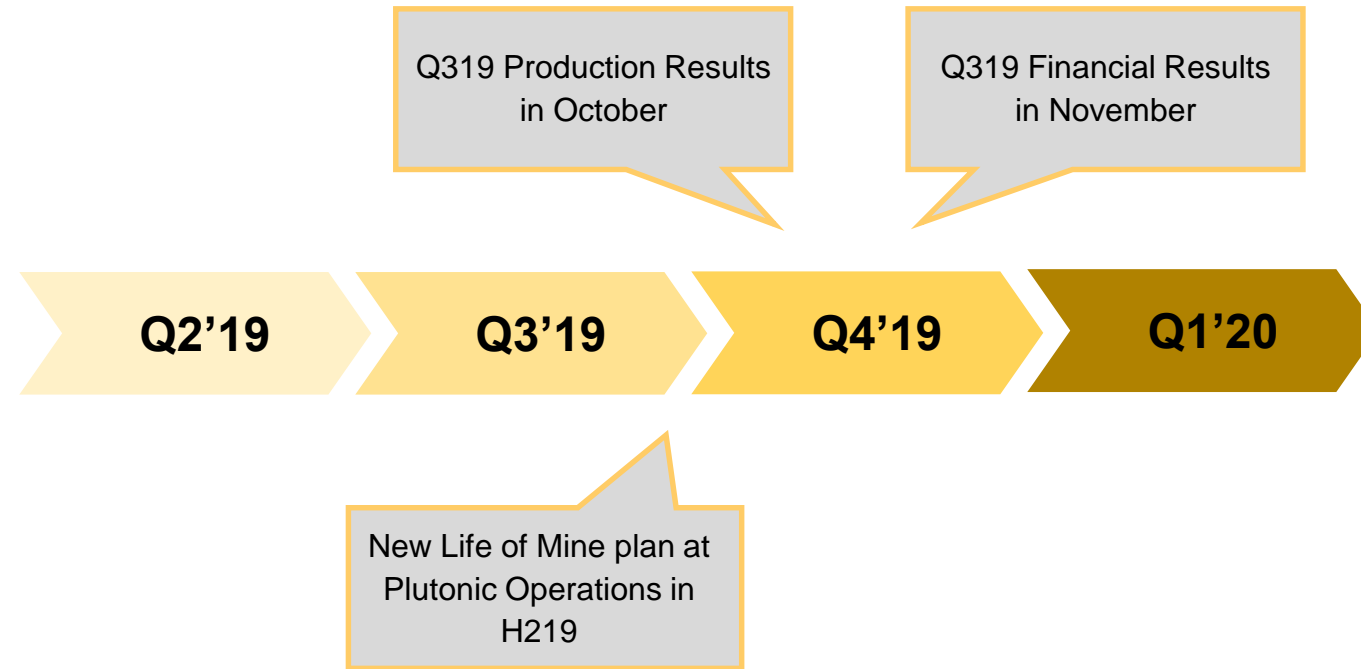 Q319 Production Results
in October
Q319 Financial Results
in November
Q2’19
Q3’19
Q4’19
Q1’20
New Life of Mine plan at
Plutonic Operations in
H219